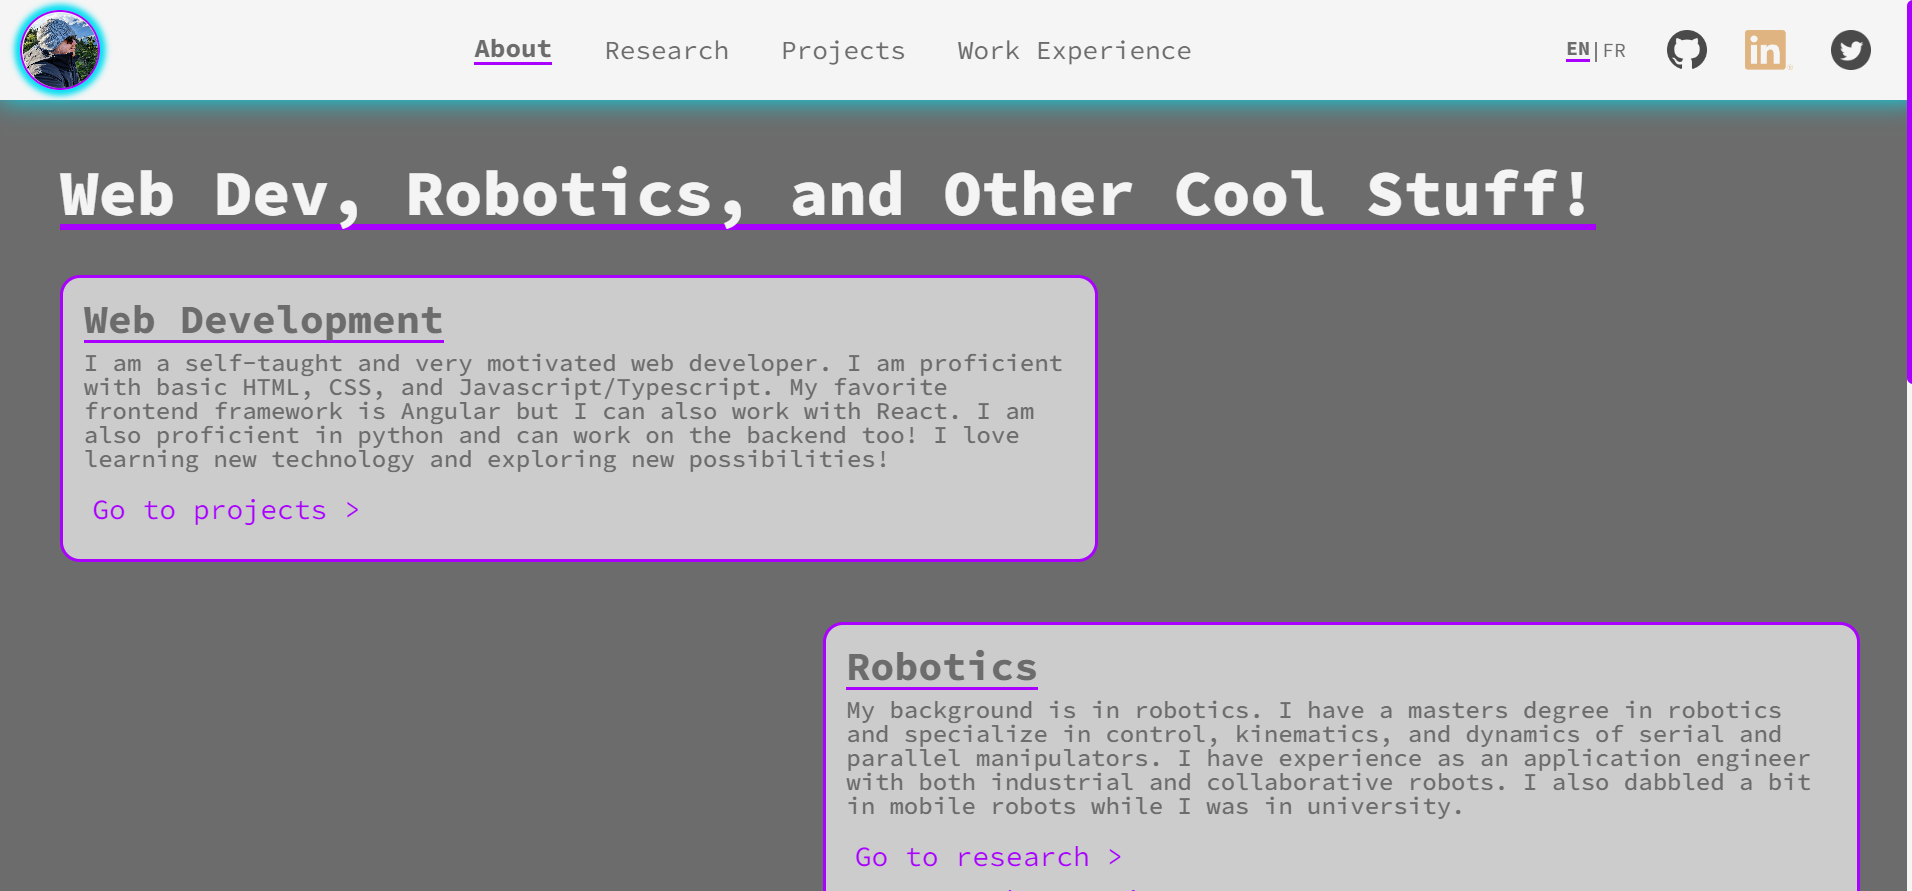 About Research Projects Work Experience EN|FR in
Web Dev, Robotics, and Other Cool Stuff!
Web Development
I am a self-taught and very motivated web developer. I am proficient
with basic HTML, CSS, and Javascript/Typescript. My favorite
frontend framework is Angular but I can also work with React. I am
also proficient in python and can work on the backend too! I love
learning new technology and exploring new possibilities!
Go to projects >
Robotics
My background is in robotics. I have a masters degree in robotics
and specialize in control, kinematics, and dynamics of serial and
parallel manipulators. I have experience as an application engineer
with both industrial and collaborative robots. I also dabbled a bit
in mobile robots while I was in university.
Go to research >